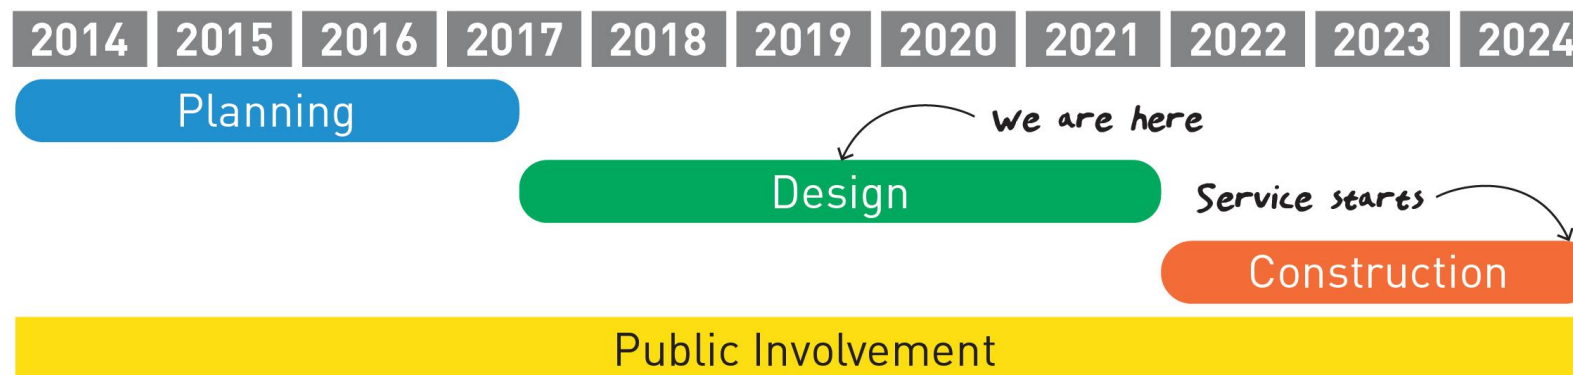 2014 2015 2016 2017 2018 2019 2020 2021 2022 2023 2024
Planning
We are here
Design
Service starts
Construction
Public Involvement